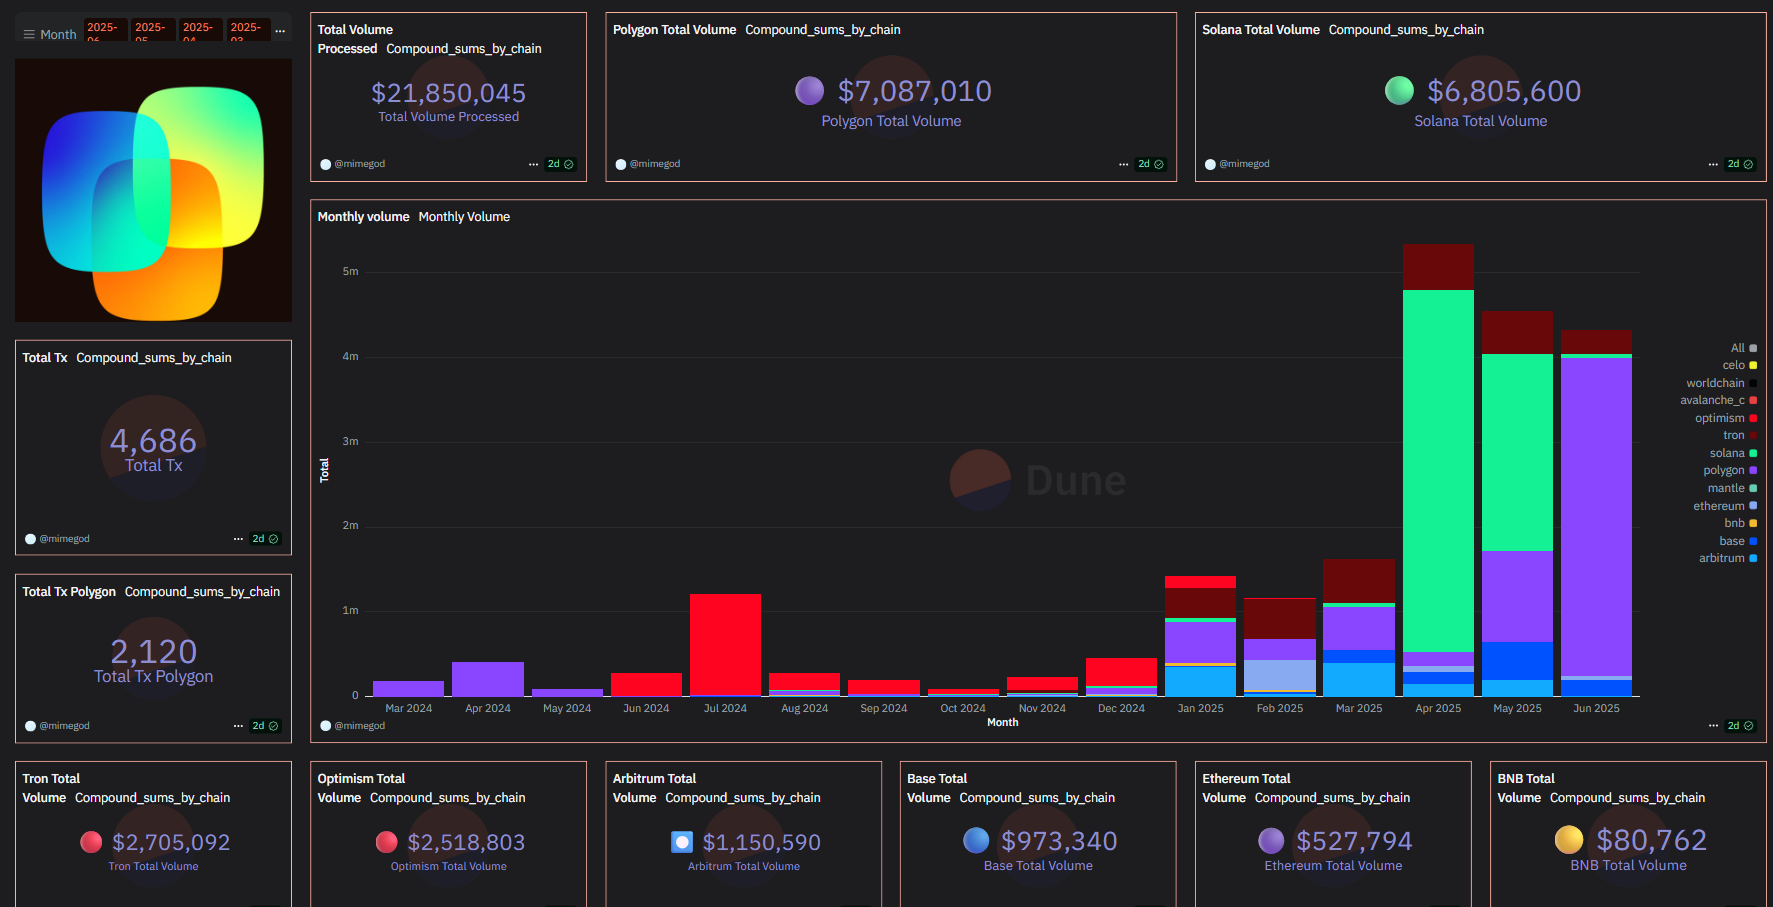 Month 2025-06 2025-05 2025-04 2025-03 ...
Total Volume
Processed Compound_sums_by_chain
$21,850,045
Total Volume Processed
@mimegod ... 2d
Polygon Total Volume Compound_sums_by_chain
$7,087,010
Polygon Total Volume
@mimegod ... 2d
Solana Total Volume Compound_sums_by_chain
$6,805,600
Solana Total Volume
@mimegod ... 2d
Total Tx Compound_sums_by_chain
4,686
Total Tx
@mimegod ... 2d
Total Tx Polygon Compound_sums_by_chain
2,120
Total Tx Polygon
@mimegod ... 2d
Monthly volume Monthly Volume
5m
4m
3m
2m
1m
0
Total
Dune
Mar 2024 Apr 2024 May 2024 Jun 2024 Jul 2024 Aug 2024 Sep 2024 Oct 2024 Nov 2024 Dec 2024 Jan 2025 Feb 2025 Mar 2025 Apr 2025 May 2025 Jun 2025
Month
All
celo
worldchain
avalanche_c
optimism
tron
solana
polygon
mantle
ethereum
bnb
base
arbitrum
@mimegod ... 2d
Tron Total
Volume Compound_sums_by_chain
$2,705,092
Tron Total Volume
Optimism Total
Volume Compound_sums_by_chain
$2,518,803
Optimism Total Volume
Arbitrum Total
Volume Compound_sums_by_chain
$1,150,590
Arbitrum Total Volume
Base Total
Volume Compound_sums_by_chain
$973,340
Base Total Volume
Ethereum Total
Volume Compound_sums_by_chain
$527,794
Ethereum Total Volume
BNB Total
Volume Compound_sums_by_chain
$80,762
BNB Total Volume